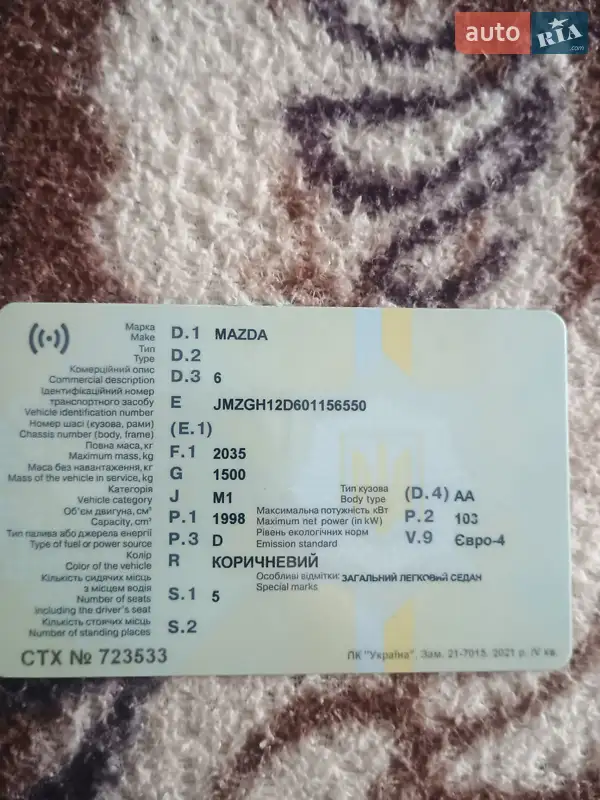 auto RIA .com
Марка
Make D.1 MAZDA
Тип
Type D.2
Комерційний опис
Commercial description D.3 6
Ідентифікаційний номер
транспортного засобу
Vehicle identification number E JMZGH12D601156550
Номер шасі (кузова, рами)
Chassis number (body, frame) (E.1)
Повна маса, кг
Maximum mass, kg F.1 2035
Маса без навантаження, кг
Mass of the vehicle in service, kg G 1500
Категорія
Vehicle category J M1
Тип кузова
Body type (D.4) AA
Об'єм двигуна, см³
Capacity, cm³ P.1 1998
Максимальна потужність кВт
Maximum net power (in kW) P.2 103
Тип палива або джерела енергії
Type of fuel or power source P.3 D
Рівень екологічних норм
Emission standard V.9 Євро-4
Колір
Color of the vehicle R КОРИЧНЕВИЙ
Кількість сидячих місць
з місцем водія
Number of seats
including the driver's seat S.1 5
Особливі відмітки: ЗАГАЛЬНИЙ ЛЕГКОВИЙ СЕДАН
Special marks
Кількість стоячих місць
Number of standing places S.2
СТХ № 723533
ПК "Україна". Зам. 21-7015. 2021 р. IV кв.